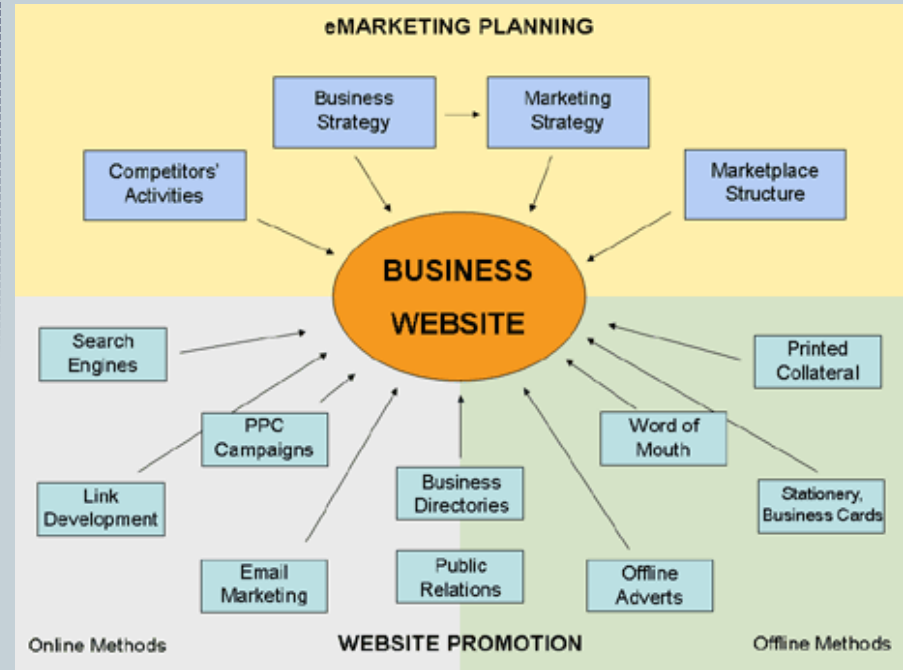 eMARKETING PLANNING
Business
Strategy
Marketing
Strategy
Competitors'
Activities
Marketplace
Structure
BUSINESS
WEBSITE
Search
Engines
Printed
Collateral
PPC
Campaigns
Word of
Mouth
Link
Development
Business
Directories
Stationery,
Business Cards
Email
Marketing
Public
Relations
Offline
Adverts
Online Methods
WEBSITE PROMOTION
Offline Methods